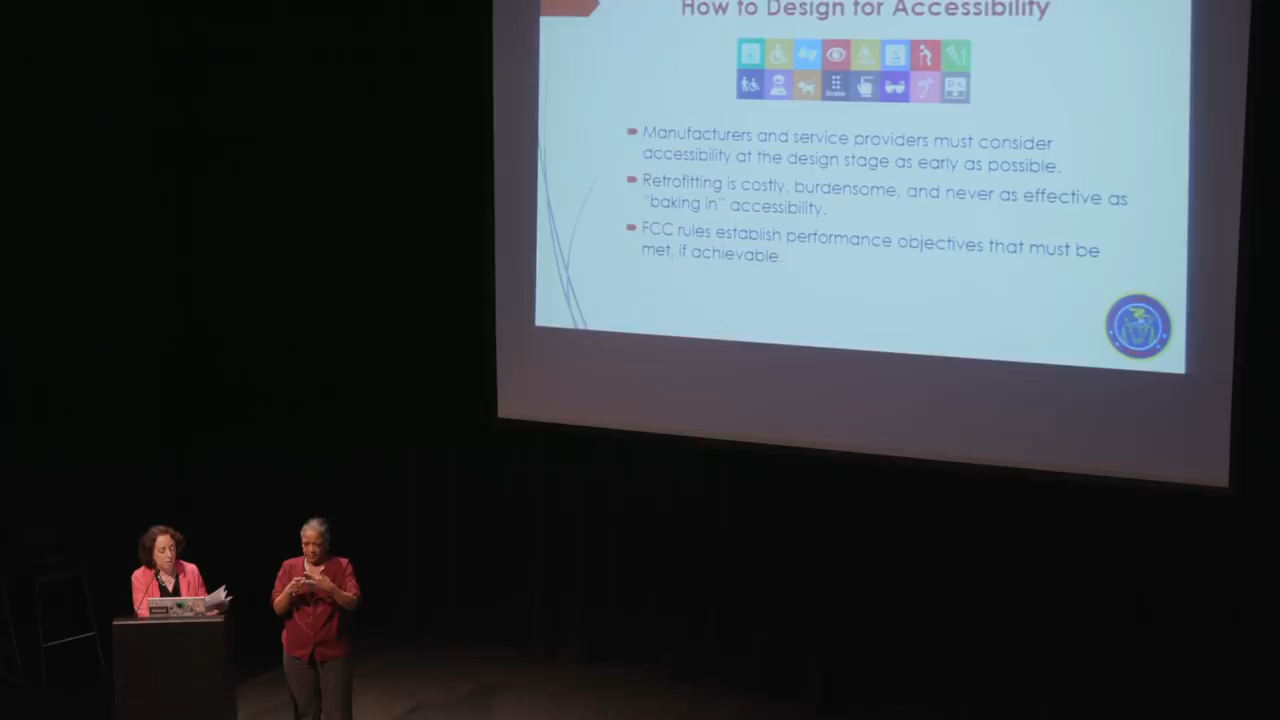 How to Design for Accessibility
Manufacturers and service providers must consider
accessibility at the design stage as early as possible.
Retrofitting is costly, burdensome, and never as effective as
"baking in" accessibility.
FCC rules establish performance objectives that must be
met, if achievable.